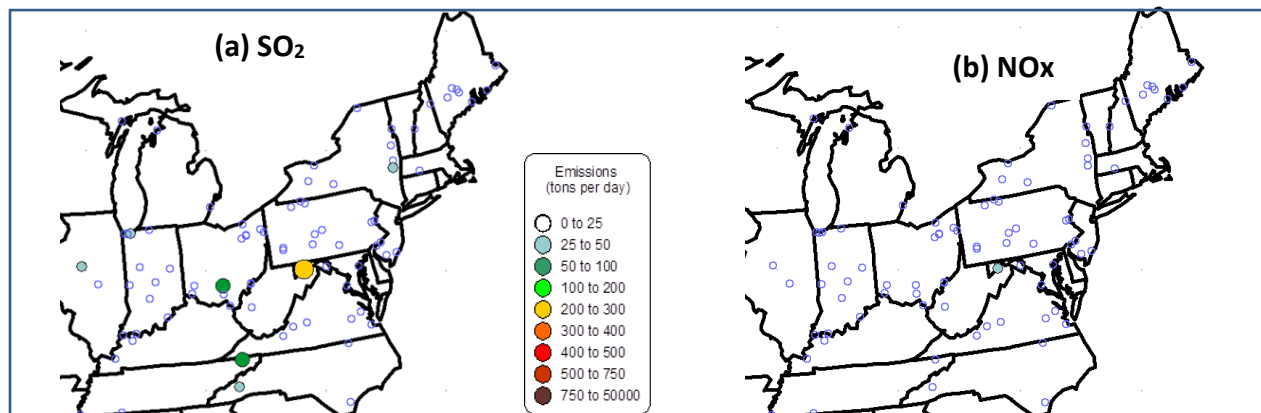 (a) SO₂
(b) NOx
Emissions
(tons per day)
0 to 25
25 to 50
50 to 100
100 to 200
200 to 300
300 to 400
400 to 500
500 to 750
750 to 50000